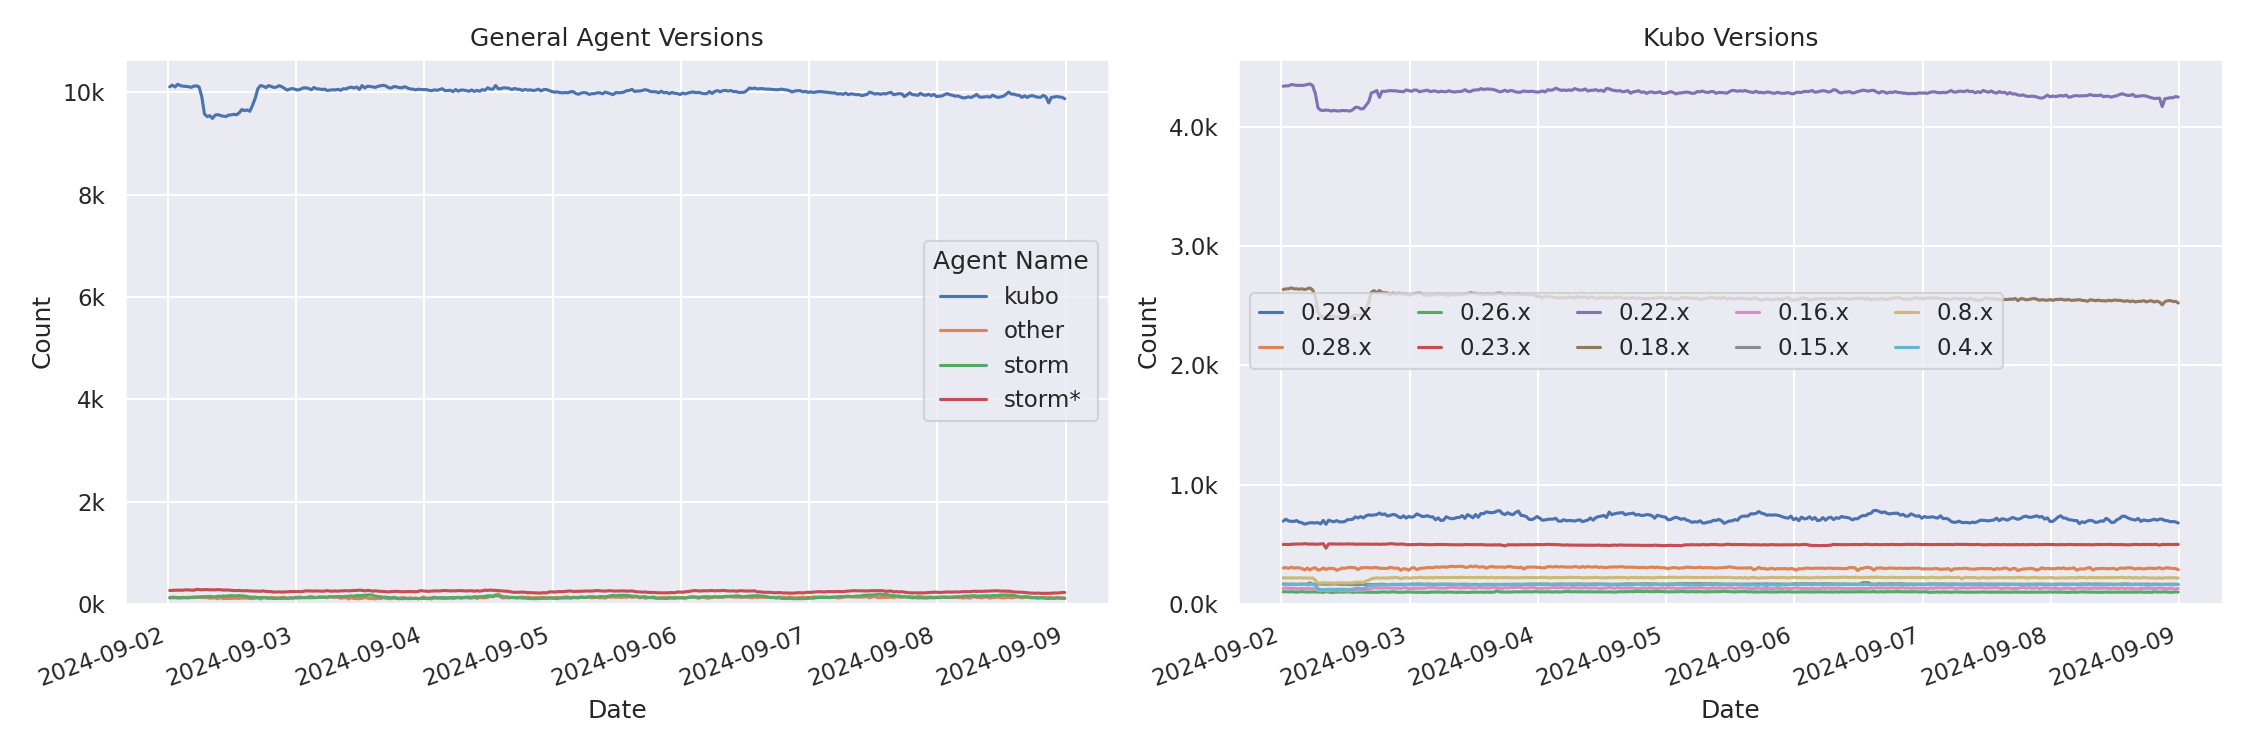 General Agent Versions
10k
8k
6k
4k
2k
0k
Count
Agent Name
kubo
other
storm
storm*
2024-09-02
2024-09-03
2024-09-04
2024-09-05
2024-09-06
2024-09-07
2024-09-08
2024-09-09
Date
Kubo Versions
4.0k
3.0k
2.0k
1.0k
0.0k
Count
0.29.x 0.26.x 0.22.x 0.16.x 0.8.x
0.28.x 0.23.x 0.18.x 0.15.x 0.4.x
2024-09-02
2024-09-03
2024-09-04
2024-09-05
2024-09-06
2024-09-07
2024-09-08
2024-09-09
Date